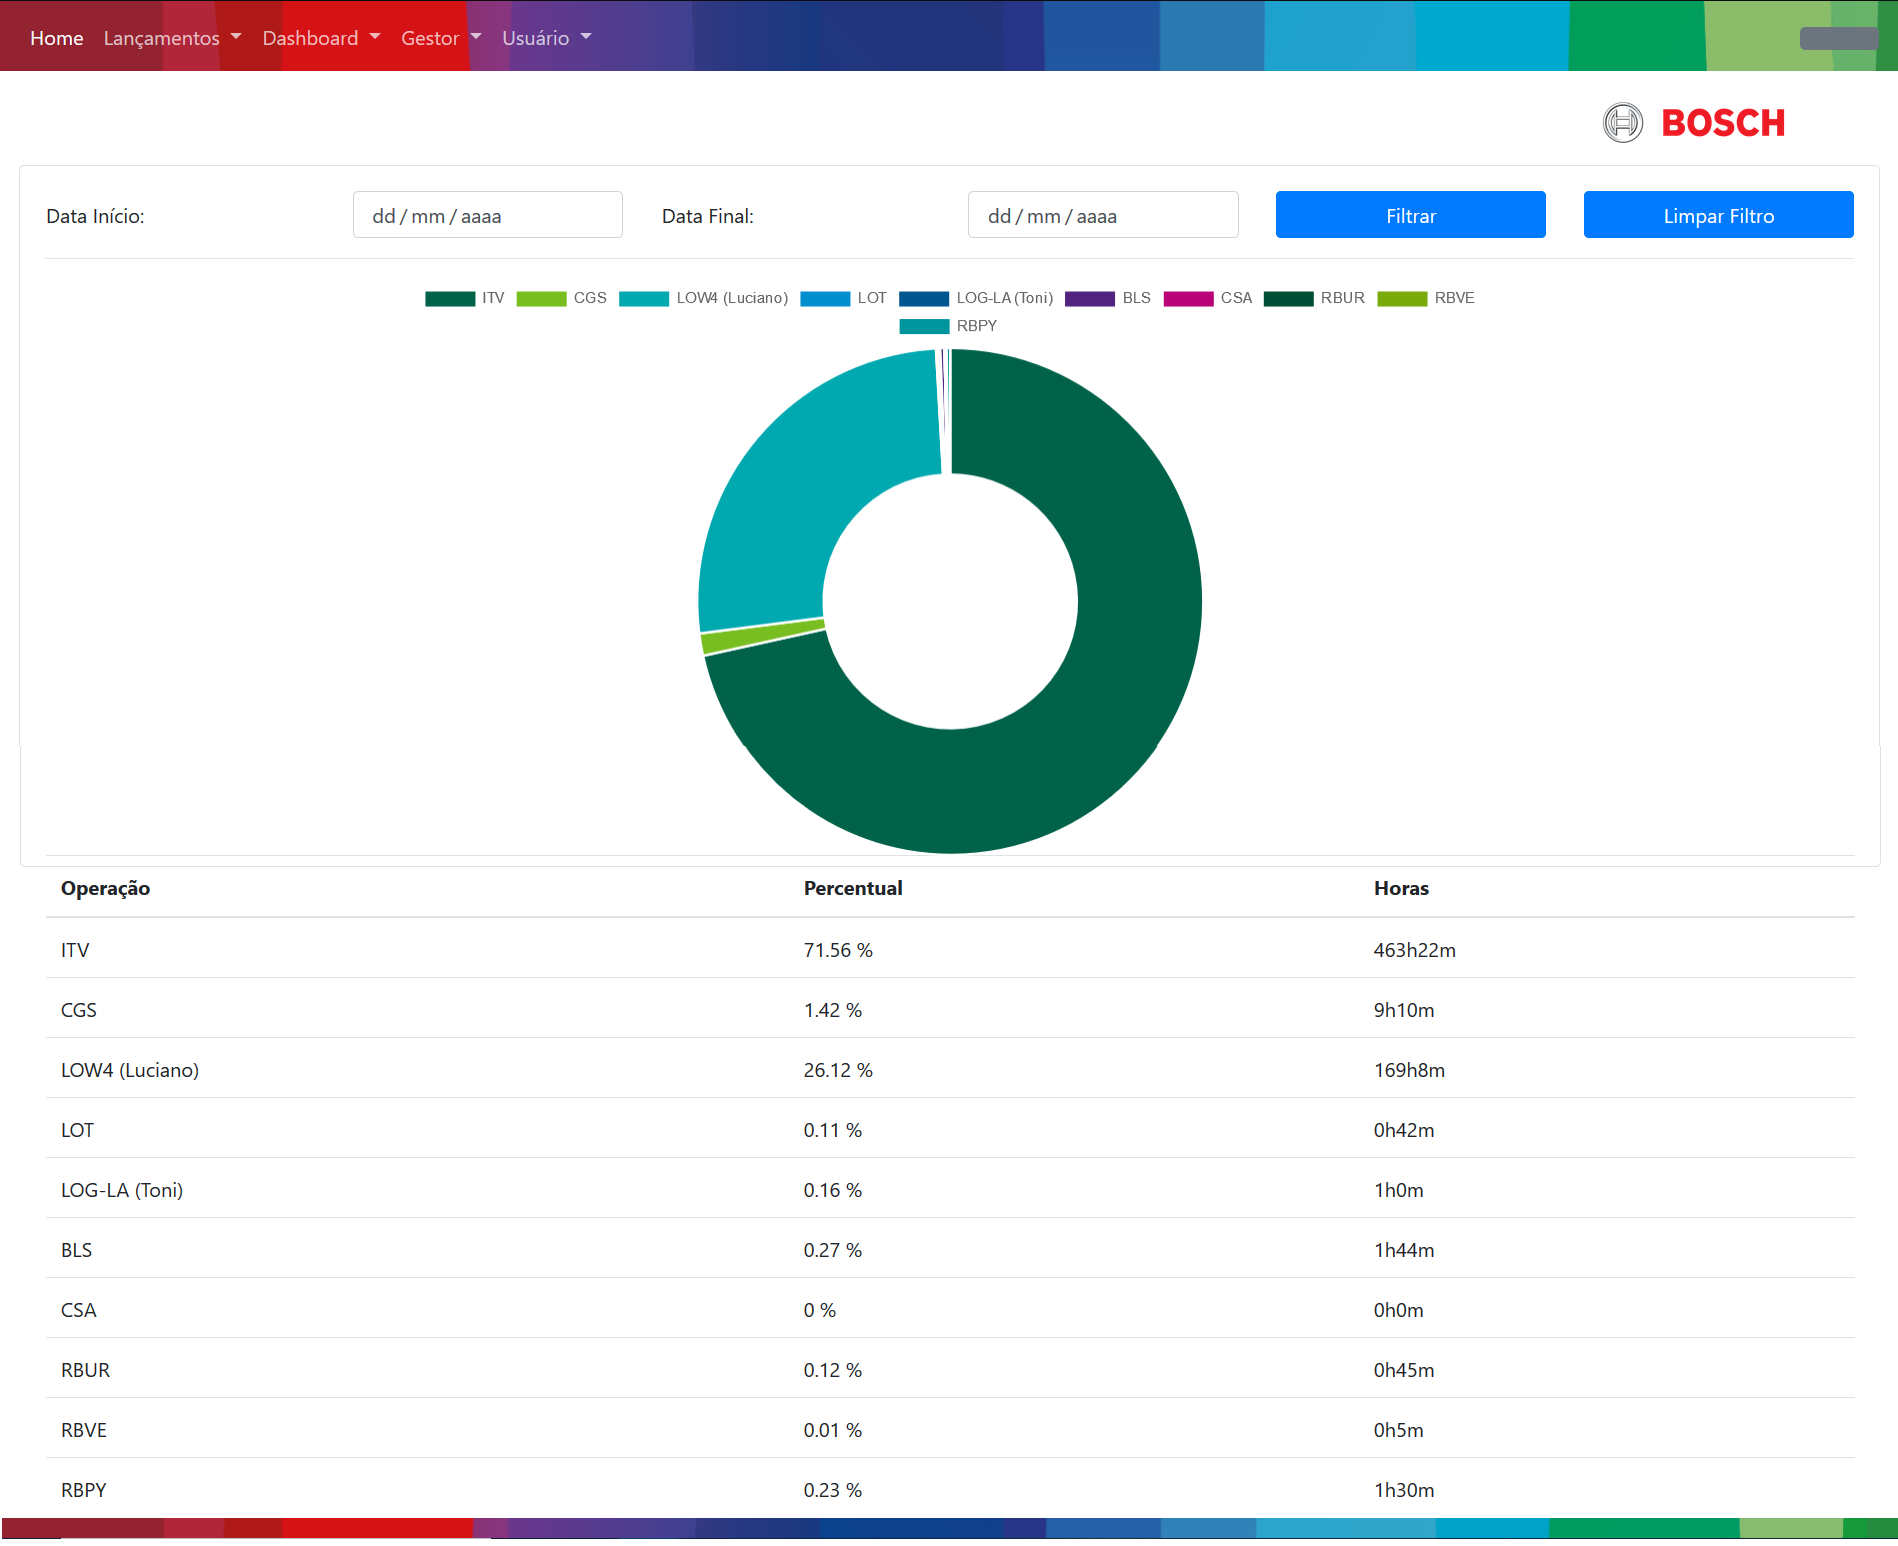 Home Lançamentos Dashboard Gestor Usuário
BOSCH
Data Início: dd/mm/aaaa Data Final: dd/mm/aaaa Filtrar Limpar Filtro
ITV CGS LOW4 (Luciano) LOT LOG-LA (Toni) BLS CSA RBUR RBVE
RBPY
Operação Percentual Horas
ITV 71.56 % 463h22m
CGS 1.42 % 9h10m
LOW4 (Luciano) 26.12 % 169h8m
LOT 0.11 % 0h42m
LOG-LA (Toni) 0.16 % 1h0m
BLS 0.27 % 1h44m
CSA 0 % 0h0m
RBUR 0.12 % 0h45m
RBVE 0.01 % 0h5m
RBPY 0.23 % 1h30m